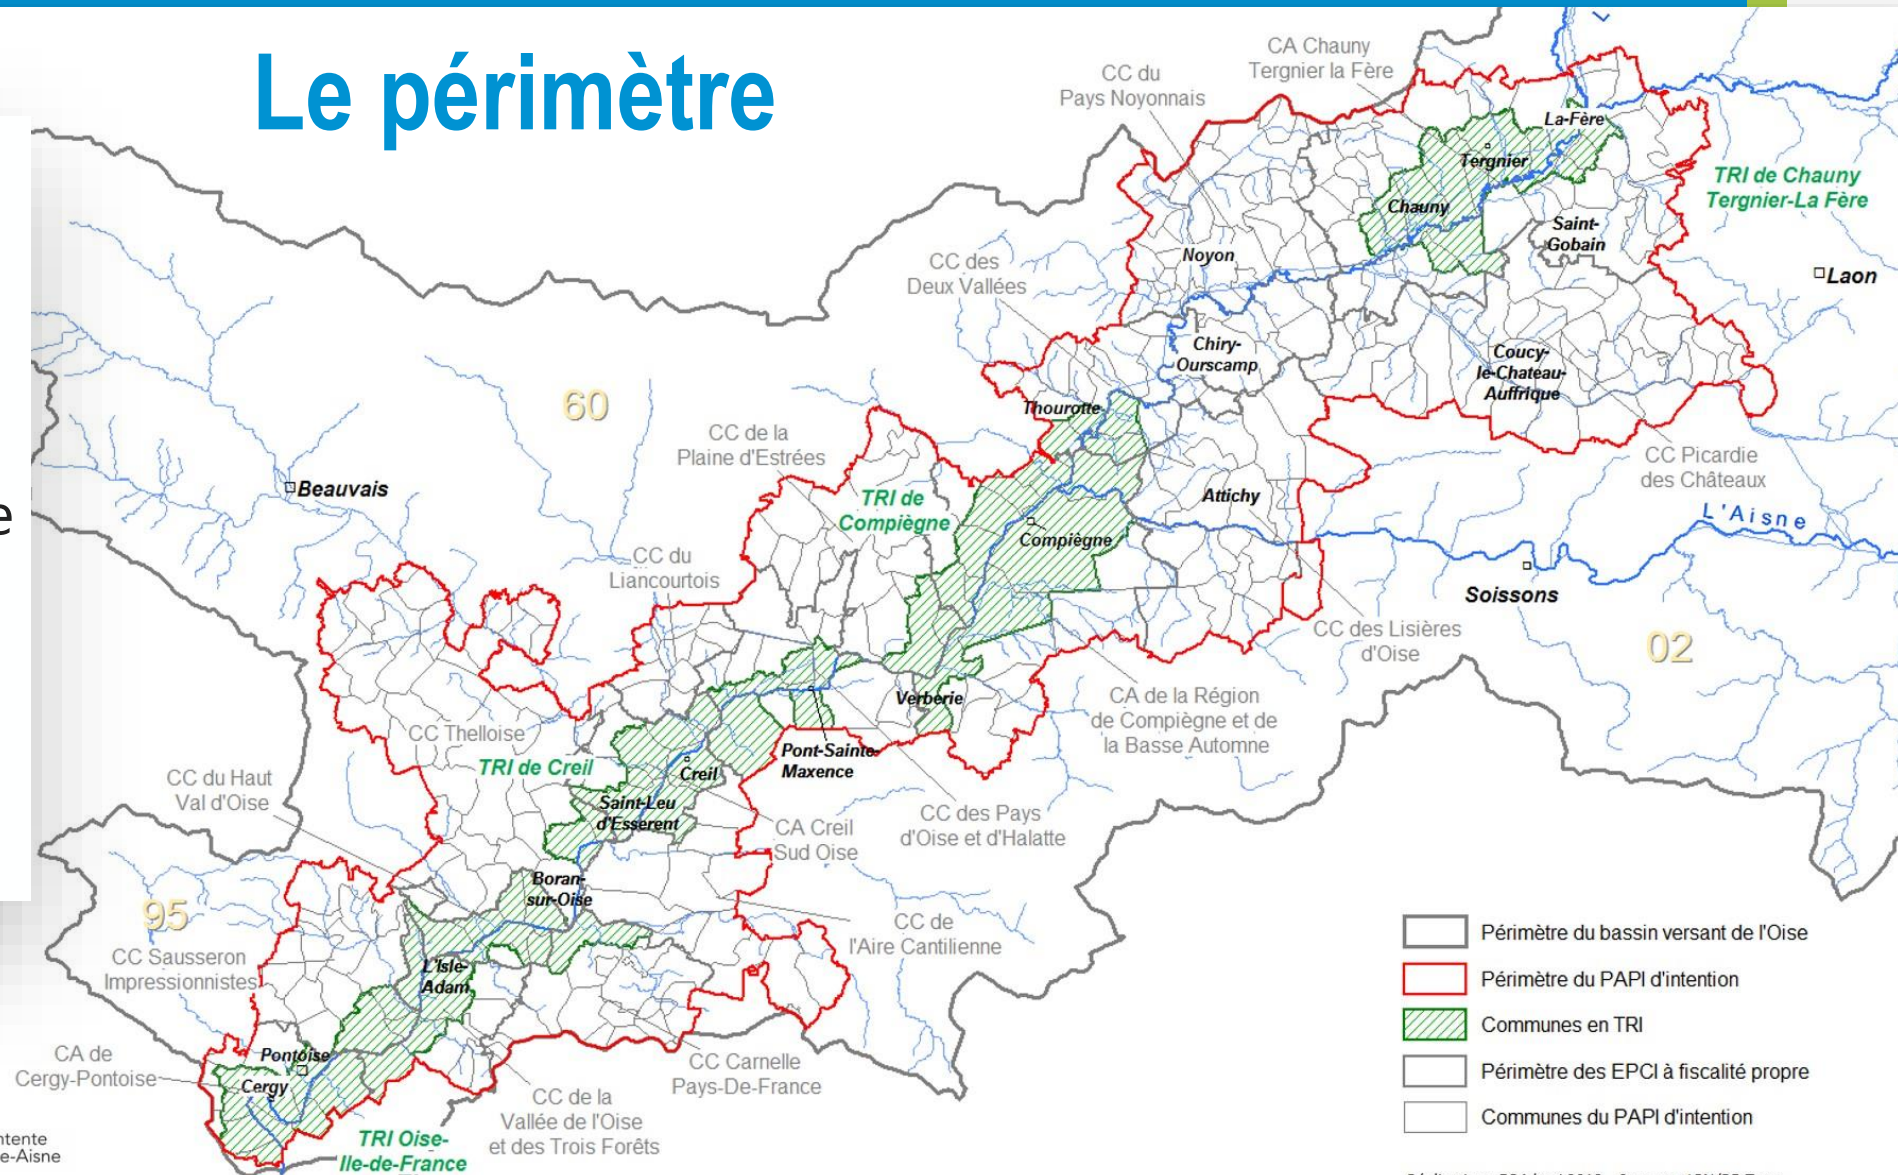 Le périmètre
CA Chauny
Tergnier la Fère
CC du
Pays Noyonnais
La-Fère
Tergnier
TRI de Chauny
Tergnier-La Fère
Chauny
Saint-
Gobain
Noyon
Laon
CC des
Deux Vallées
Chiry-
Ourscamp
Coucy-
le-Chateau-
Auffrique
60
Thourotte
CC de la
Plaine d'Estrées
CC Picardie
des Châteaux
Beauvais
TRI de
Compiègne
Attichy
L'Aisne
e
Compiègne
CC du
Liancourtois
Soissons
CC des Lisières
d'Oise
02
Verberie
CA de la Région
de Compiègne et de
la Basse Automne
CC Thelloise
TRI de Creil
Pont-Sainte-
Maxence
Creil
CC du Haut
Val d'Oise
Saint-Leu
d'Esserent
CA Creil
Sud Oise
CC des Pays
d'Oise et d'Halatte
Boran-
sur-Oise
95
CC de
l'Aire Cantilienne
CC Sausseron
Impressionnistes
L'Isle-
Adam
Périmètre du bassin versant de l'Oise
Périmètre du PAPI d'intention
Communes en TRI
Périmètre des EPCI à fiscalité propre
Communes du PAPI d'intention
CA de
Cergy-Pontoise
Pontoise
Cergy
CC Carnelle
Pays-De-France
CC de la
Vallée de l'Oise
et des Trois Forêts
TRI Oise-
Ile-de-France
ntente
e-Aisne